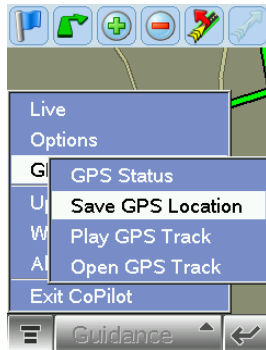 Live
Options
GPS Status
Save GPS Location
Play GPS Track
Open GPS Track
Exit CoPilot
Guidance